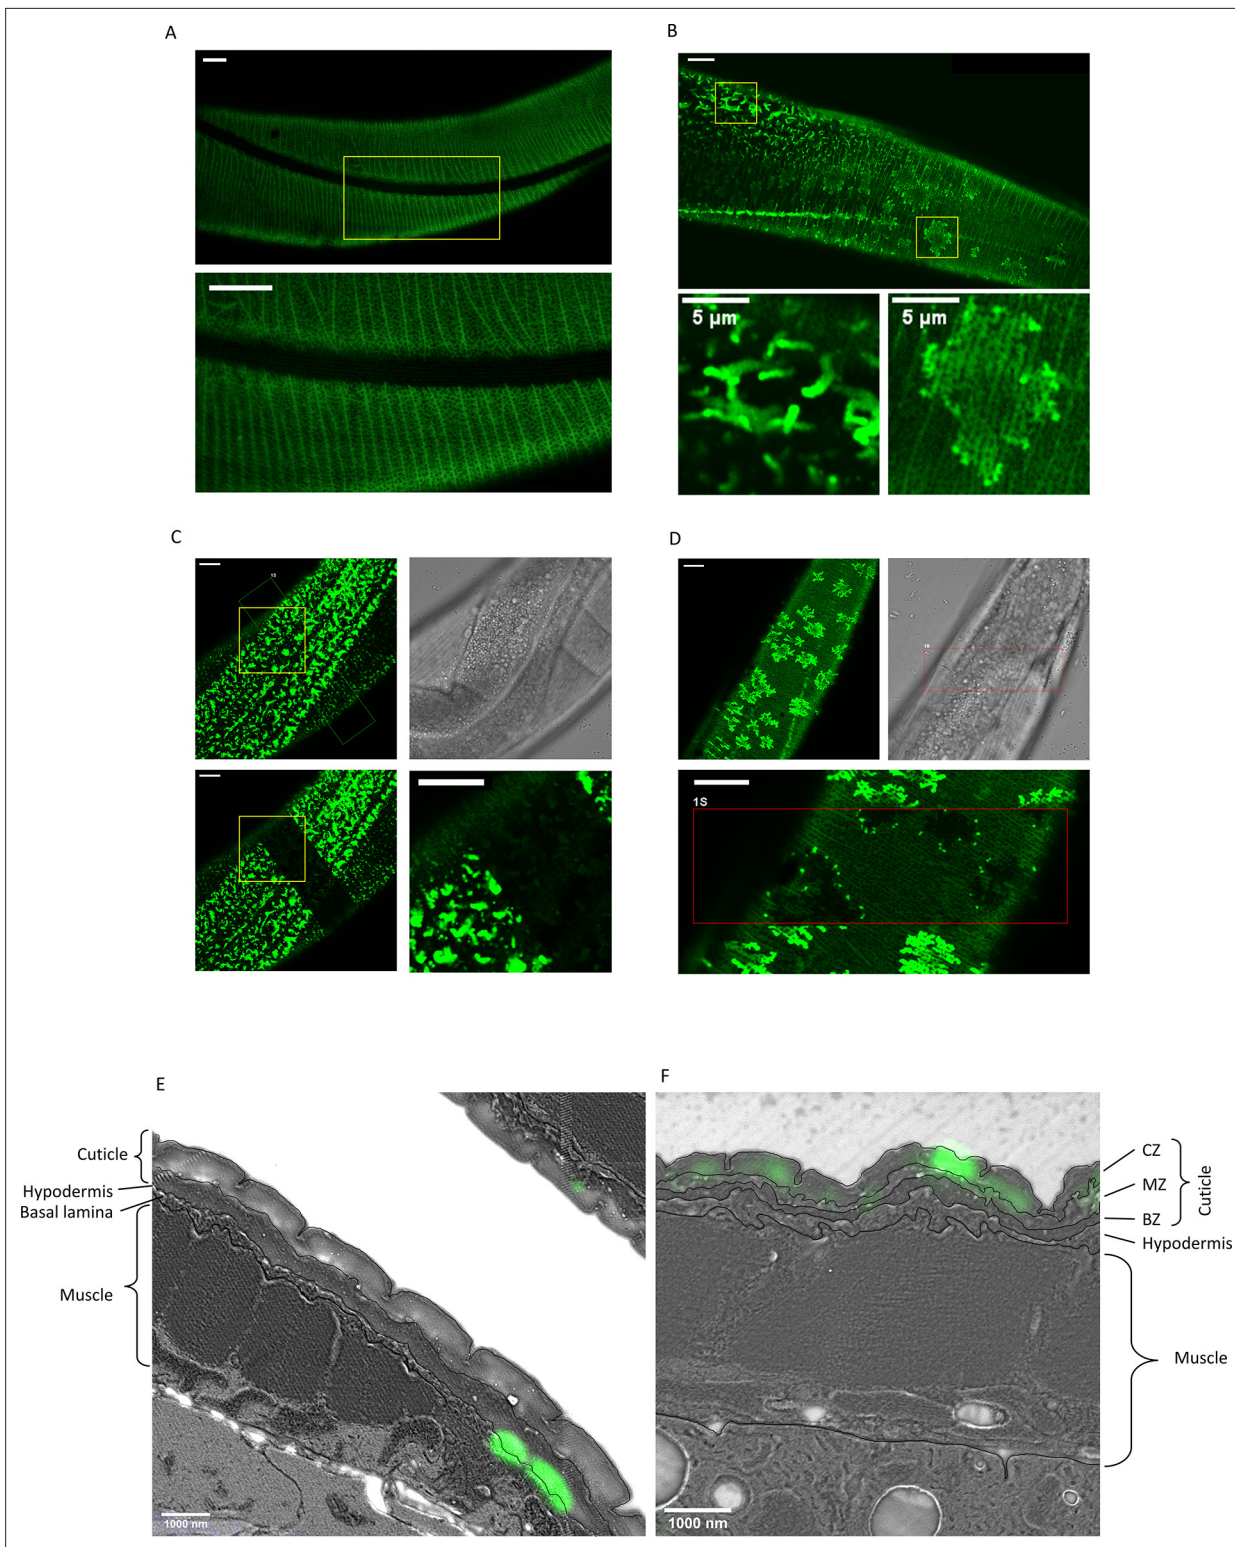 A
B
5 µm
5 µm
C
D
1S
E
F
Cuticle
Hypodermis
Basal lamina
Muscle
1000 nm
CZ
MZ
BZ
Cuticle
Hypodermis
Muscle
1000 nm